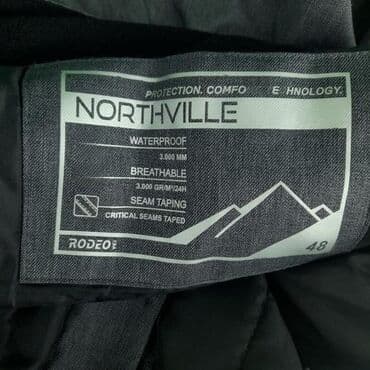 PROTECTION. COMFO E HNOLOGY.
NORTHVILLE
WATERPROOF
3.000 MM
BREATHABLE
3.000 GR/M²/24H
SEAM TAPING
CRITICAL SEAMS TAPED
RODEO
48